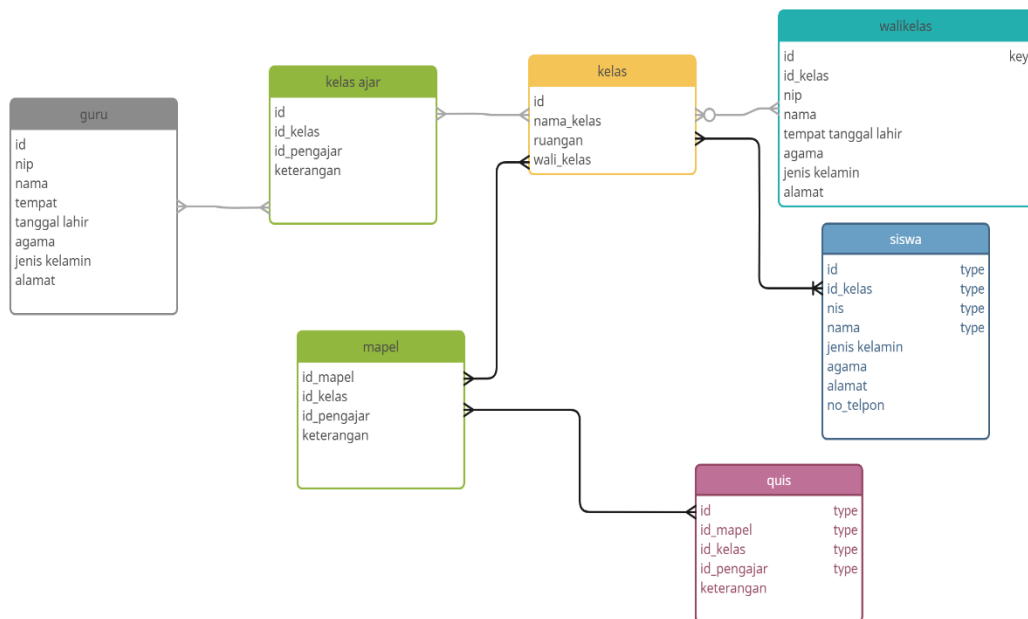 guru
id
nip
nama
tempat
tanggal lahir
agama
jenis kelamin
alamat
kelas ajar
id
id_kelas
id_pengajar
keterangan
kelas
id
nama_kelas
ruangan
wali_kelas
walikelas
id key
id_kelas
nip
nama
tempat tanggal lahir
agama
jenis kelamin
alamat
siswa
id type
id_kelas type
nis type
nama type
jenis kelamin
agama
alamat
no_telpon
mapel
id_mapel
id_kelas
id_pengajar
keterangan
quis
id type
id_mapel type
id_kelas type
id_pengajar type
keterangan